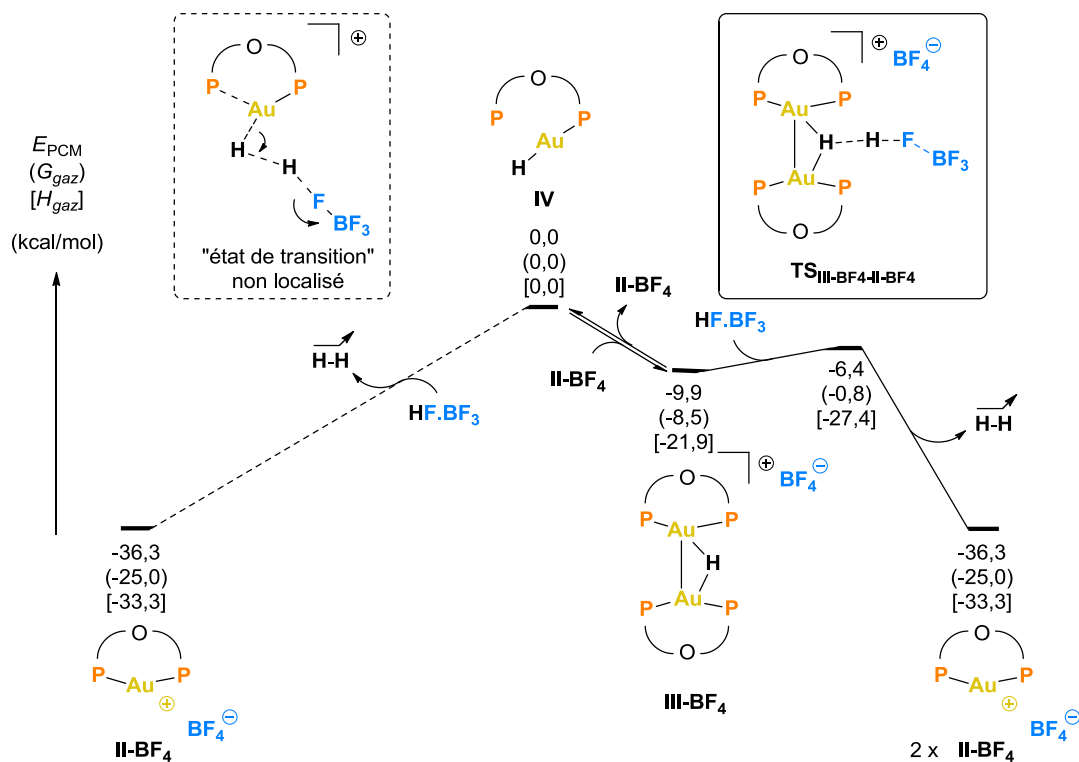 E_PCM
(G_gaz)
[H_gaz]
(kcal/mol)
O
P P
Au
⊕
H
H
F
BF3
"état de transition"
non localisé
O
P P
Au
H
IV
0,0
(0,0)
[0,0]
O
P P
Au
H H F
BF3
Au
P P
O
⊕ BF4⊖
TS_III-BF4-II-BF4
H-H
HF.BF3
II-BF4
II-BF4
HF.BF3
H-H
-9,9
(-8,5)
[-21,9]
-6,4
(-0,8)
[-27,4]
⊕ BF4⊖
O
P P
Au
H
Au
P P
O
III-BF4
-36,3
(-25,0)
[-33,3]
O
P P
Au
⊕
BF4⊖
II-BF4
-36,3
(-25,0)
[-33,3]
O
P P
Au
⊕
BF4⊖
2 x II-BF4